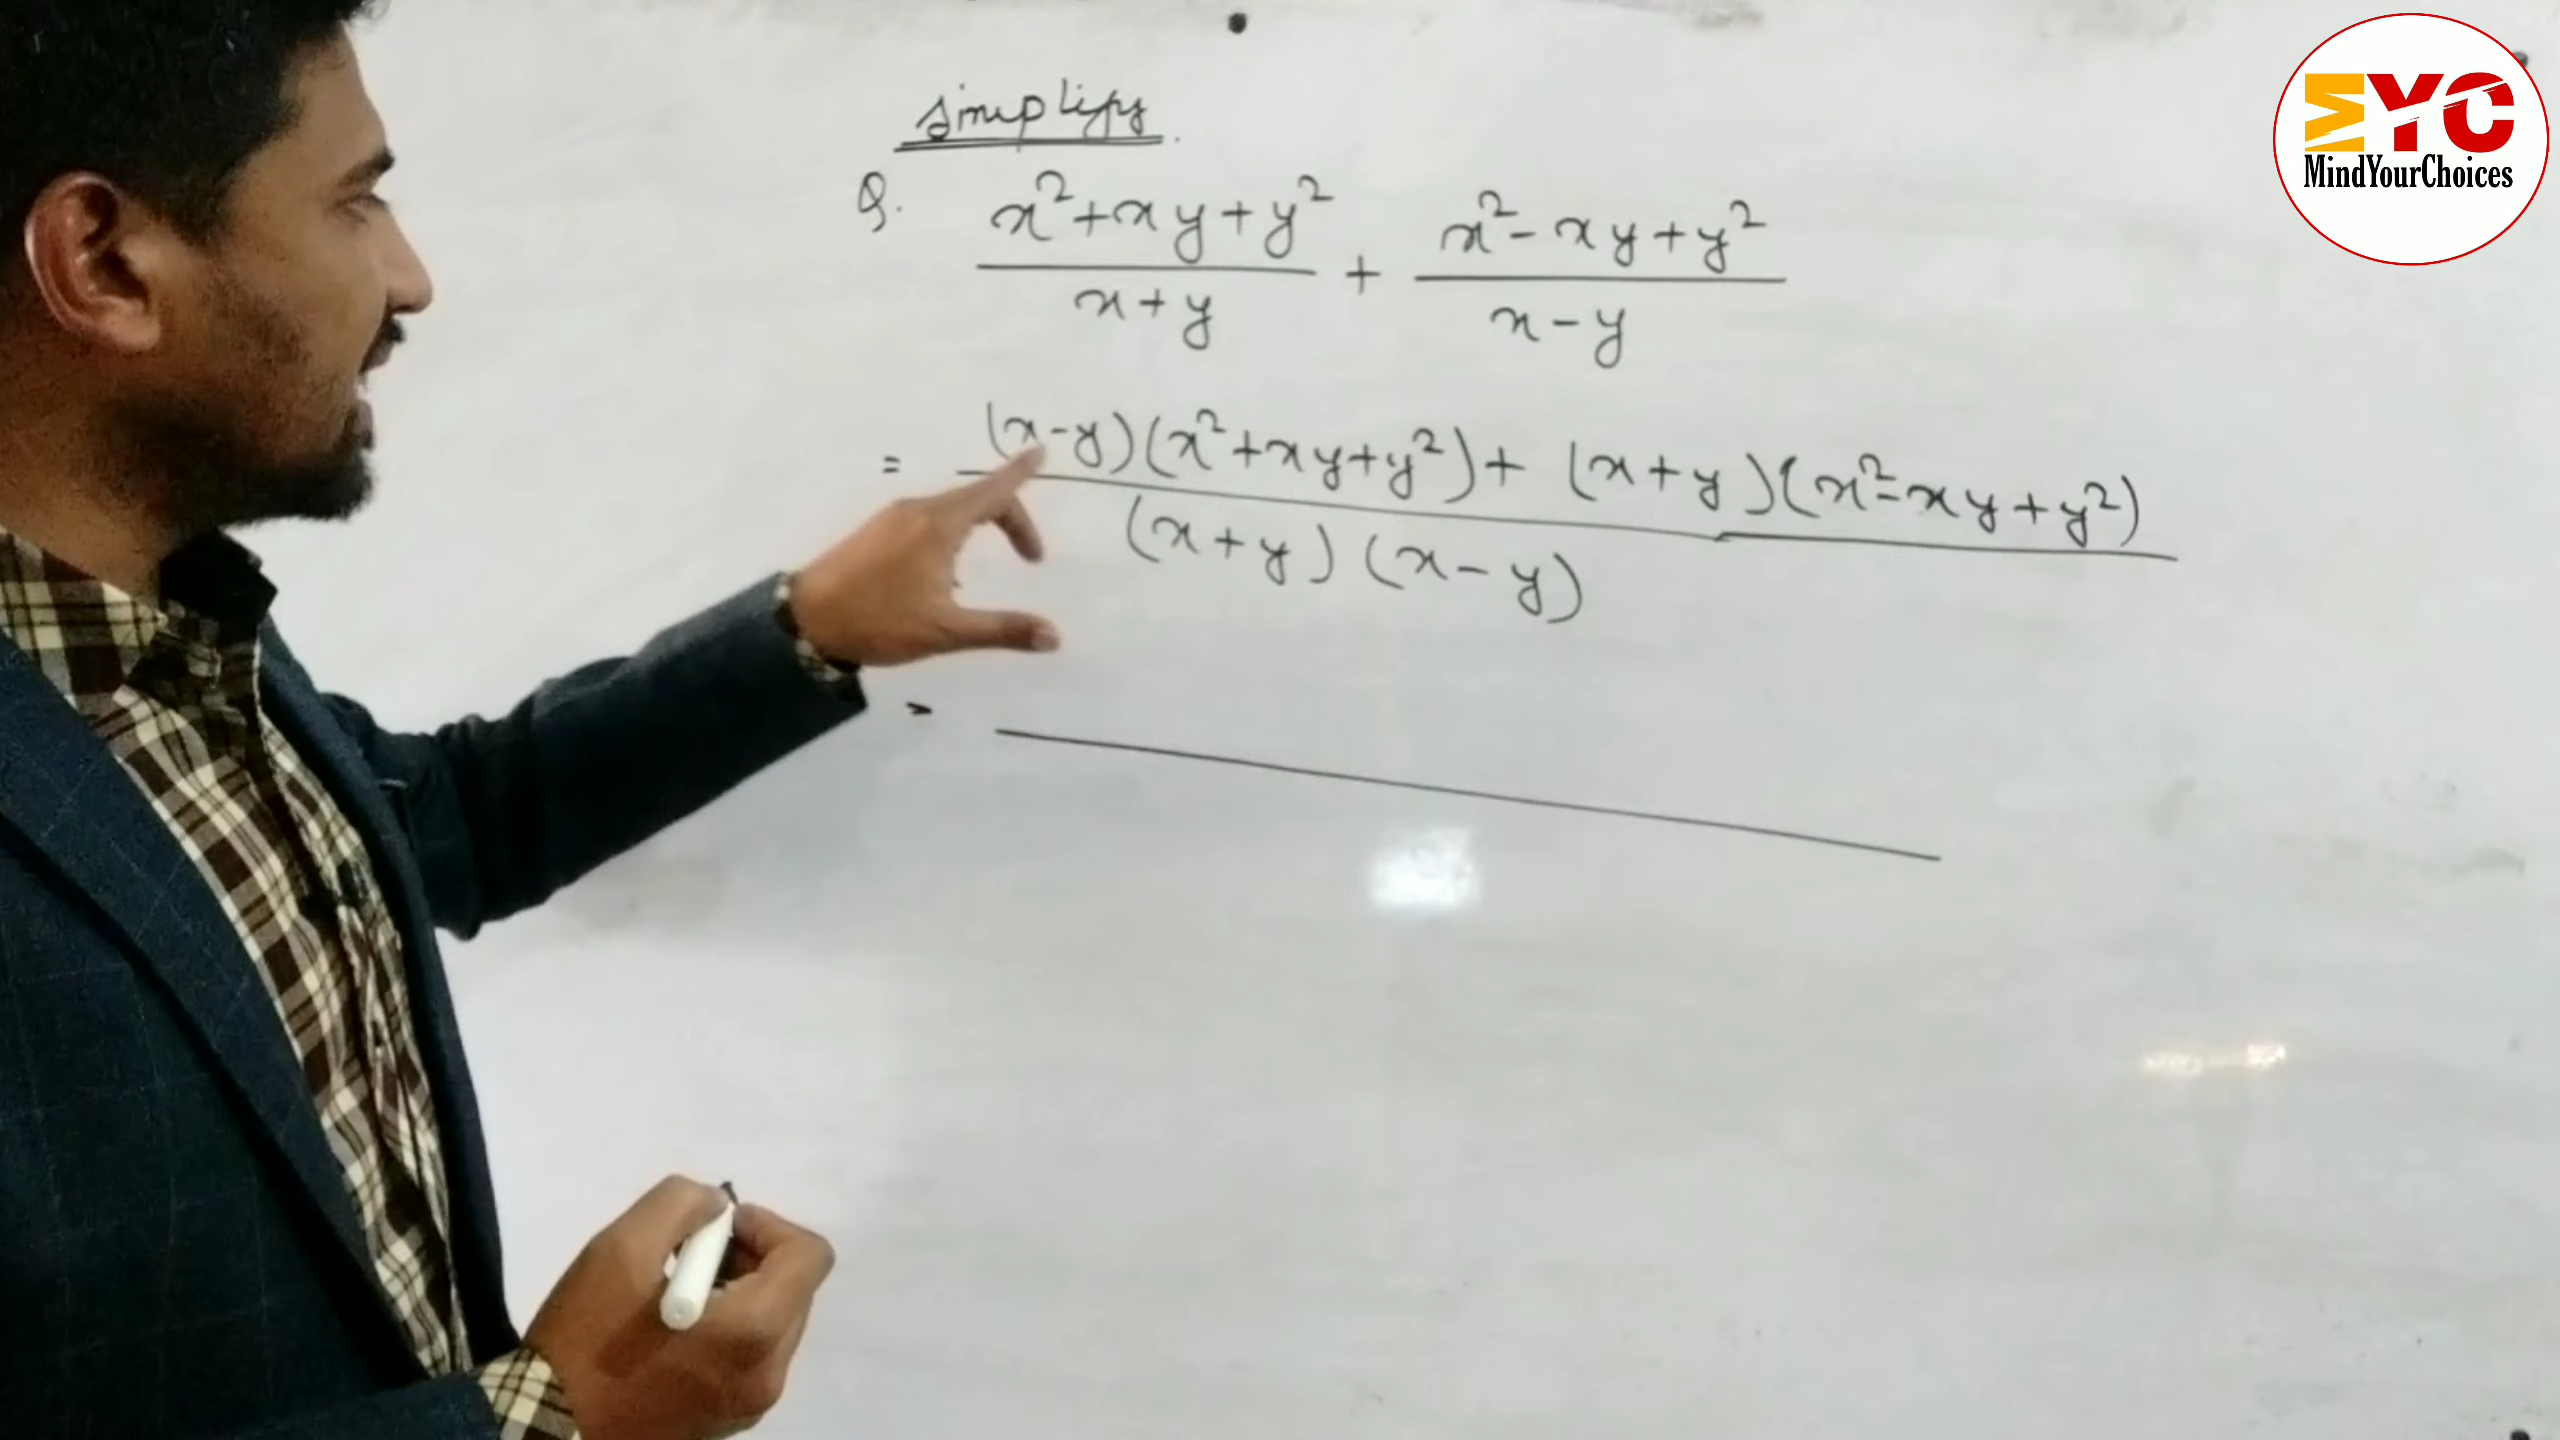 MYC
MindYourChoices
simplify.
Q. (x²+xy+y²)/(x+y) + (x²-xy+y²)/(x-y)
= ((x-y)(x²+xy+y²)+(x+y)(x²-xy+y²))/((x+y)(x-y))
=